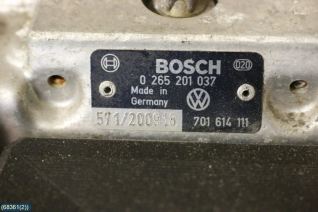 BOSCH
020
0 265 201 037
Made in
Germany
701 614 111
(68361(2))